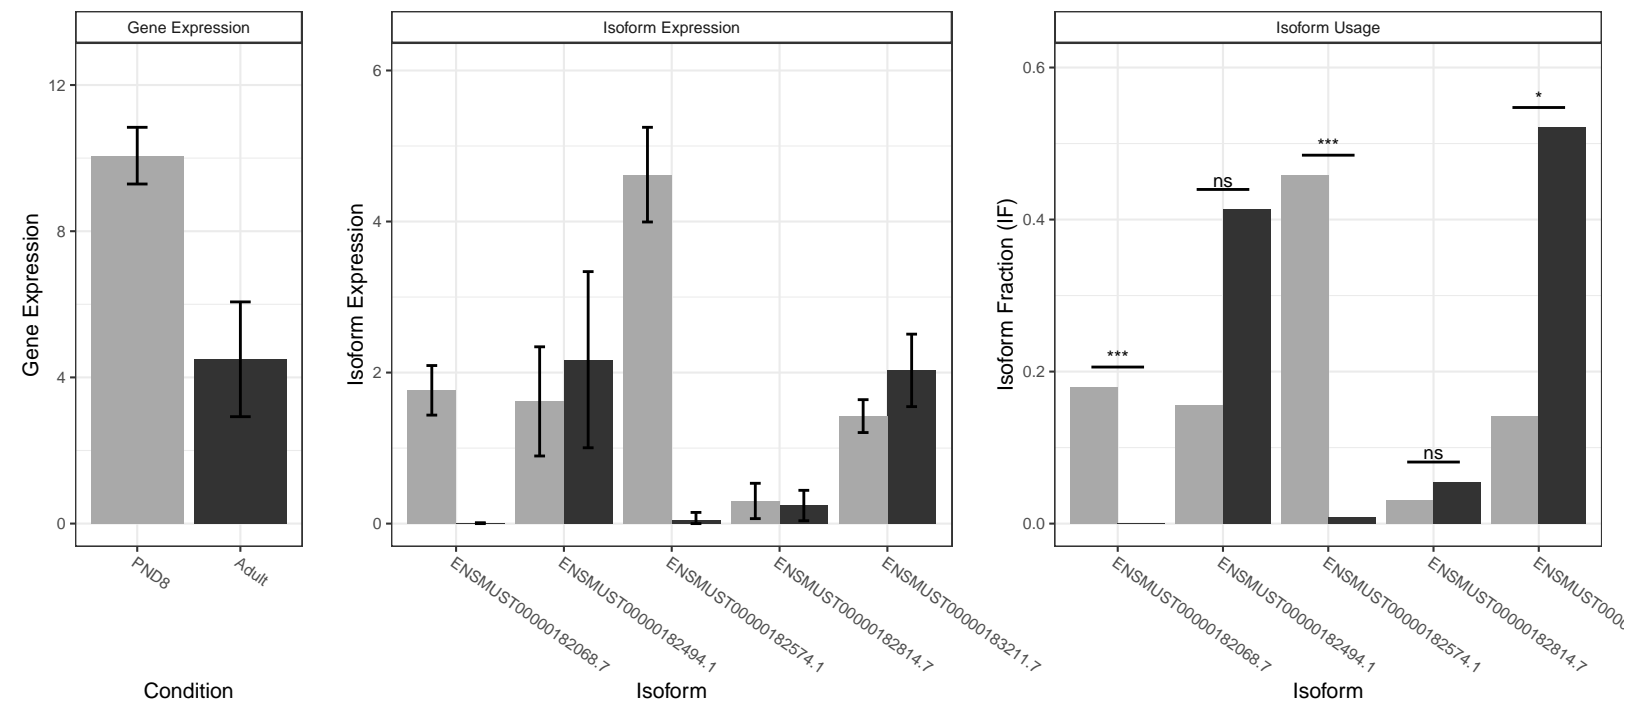 Gene Expression
Isoform Expression
Isoform Usage
12
8
4
0
Gene Expression
PND8
Adult
Condition
6
4
2
0
Isoform Expression
ENSMUST00000182068.7
ENSMUST00000182494.1
ENSMUST00000182574.1
ENSMUST00000182814.7
ENSMUST00000183211.7
Isoform
0.6
0.4
0.2
0.0
Isoform Fraction (IF)
***
ns
***
ns
*
ENSMUST00000182068.7
ENSMUST00000182494.1
ENSMUST00000182574.1
ENSMUST00000182814.7
Isoform